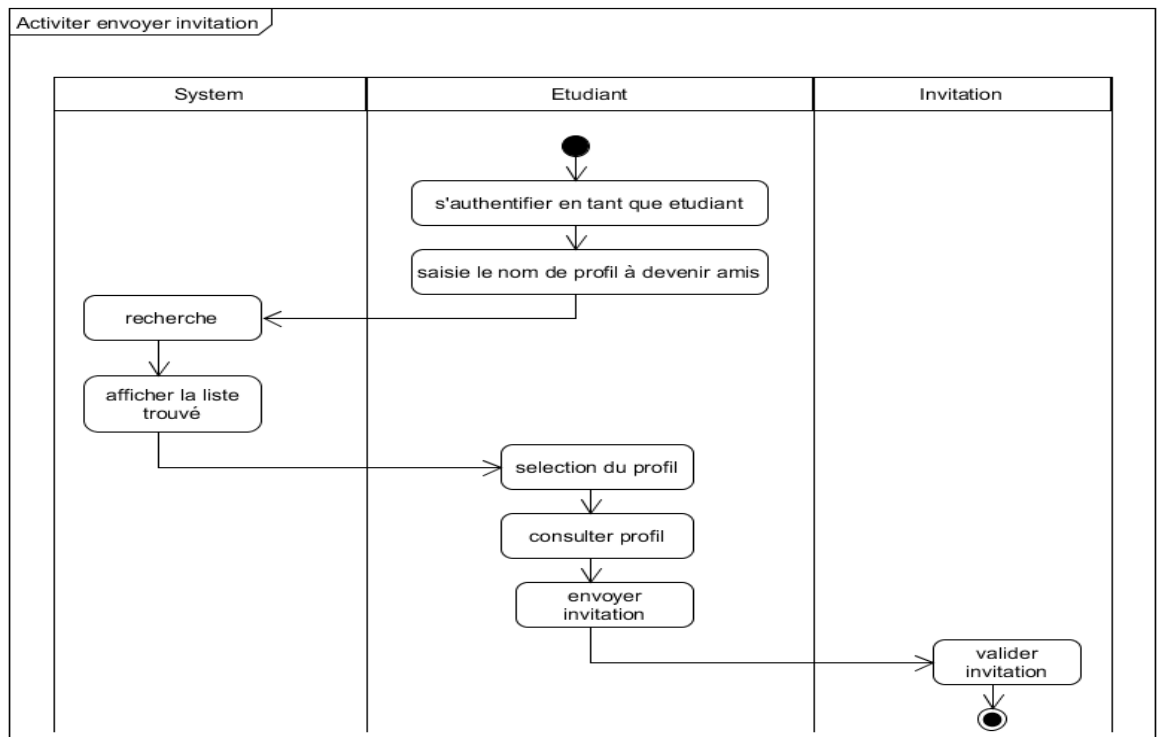 Activiter envoyer invitation
System
Etudiant
Invitation
s'authentifier en tant que etudiant
saisie le nom de profil à devenir amis
recherche
afficher la liste
trouvé
selection du profil
consulter profil
envoyer
invitation
valider
invitation